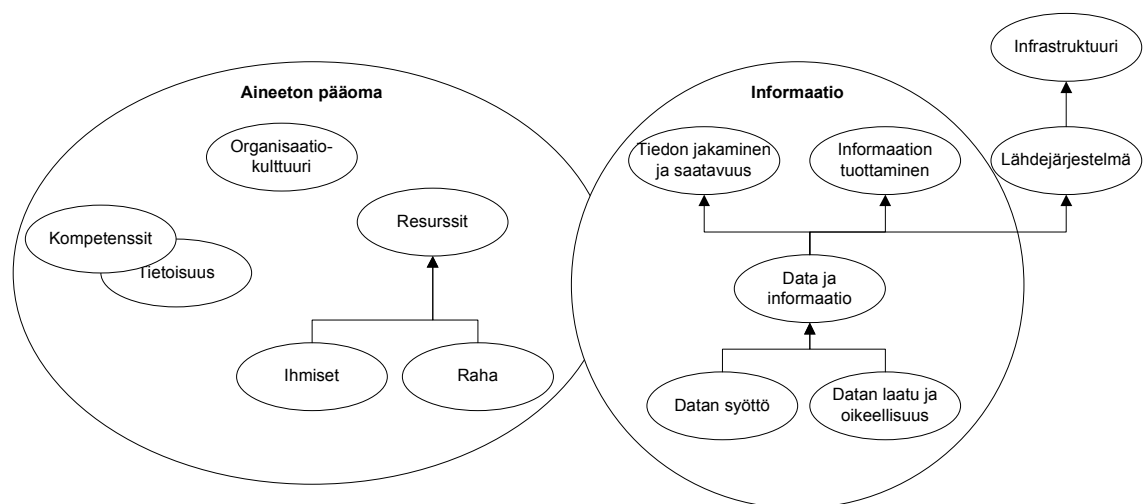 Infrastruktuuri
Aineeton pääoma
Informaatio
Organisaatio-
kulttuuri
Tiedon jakaminen
ja saatavuus
Informaation
tuottaminen
Lähdejärjestelmä
Resurssit
Kompetenssit
Tietoisuus
Data ja
informaatio
Ihmiset
Raha
Datan syöttö
Datan laatu ja
oikeellisuus